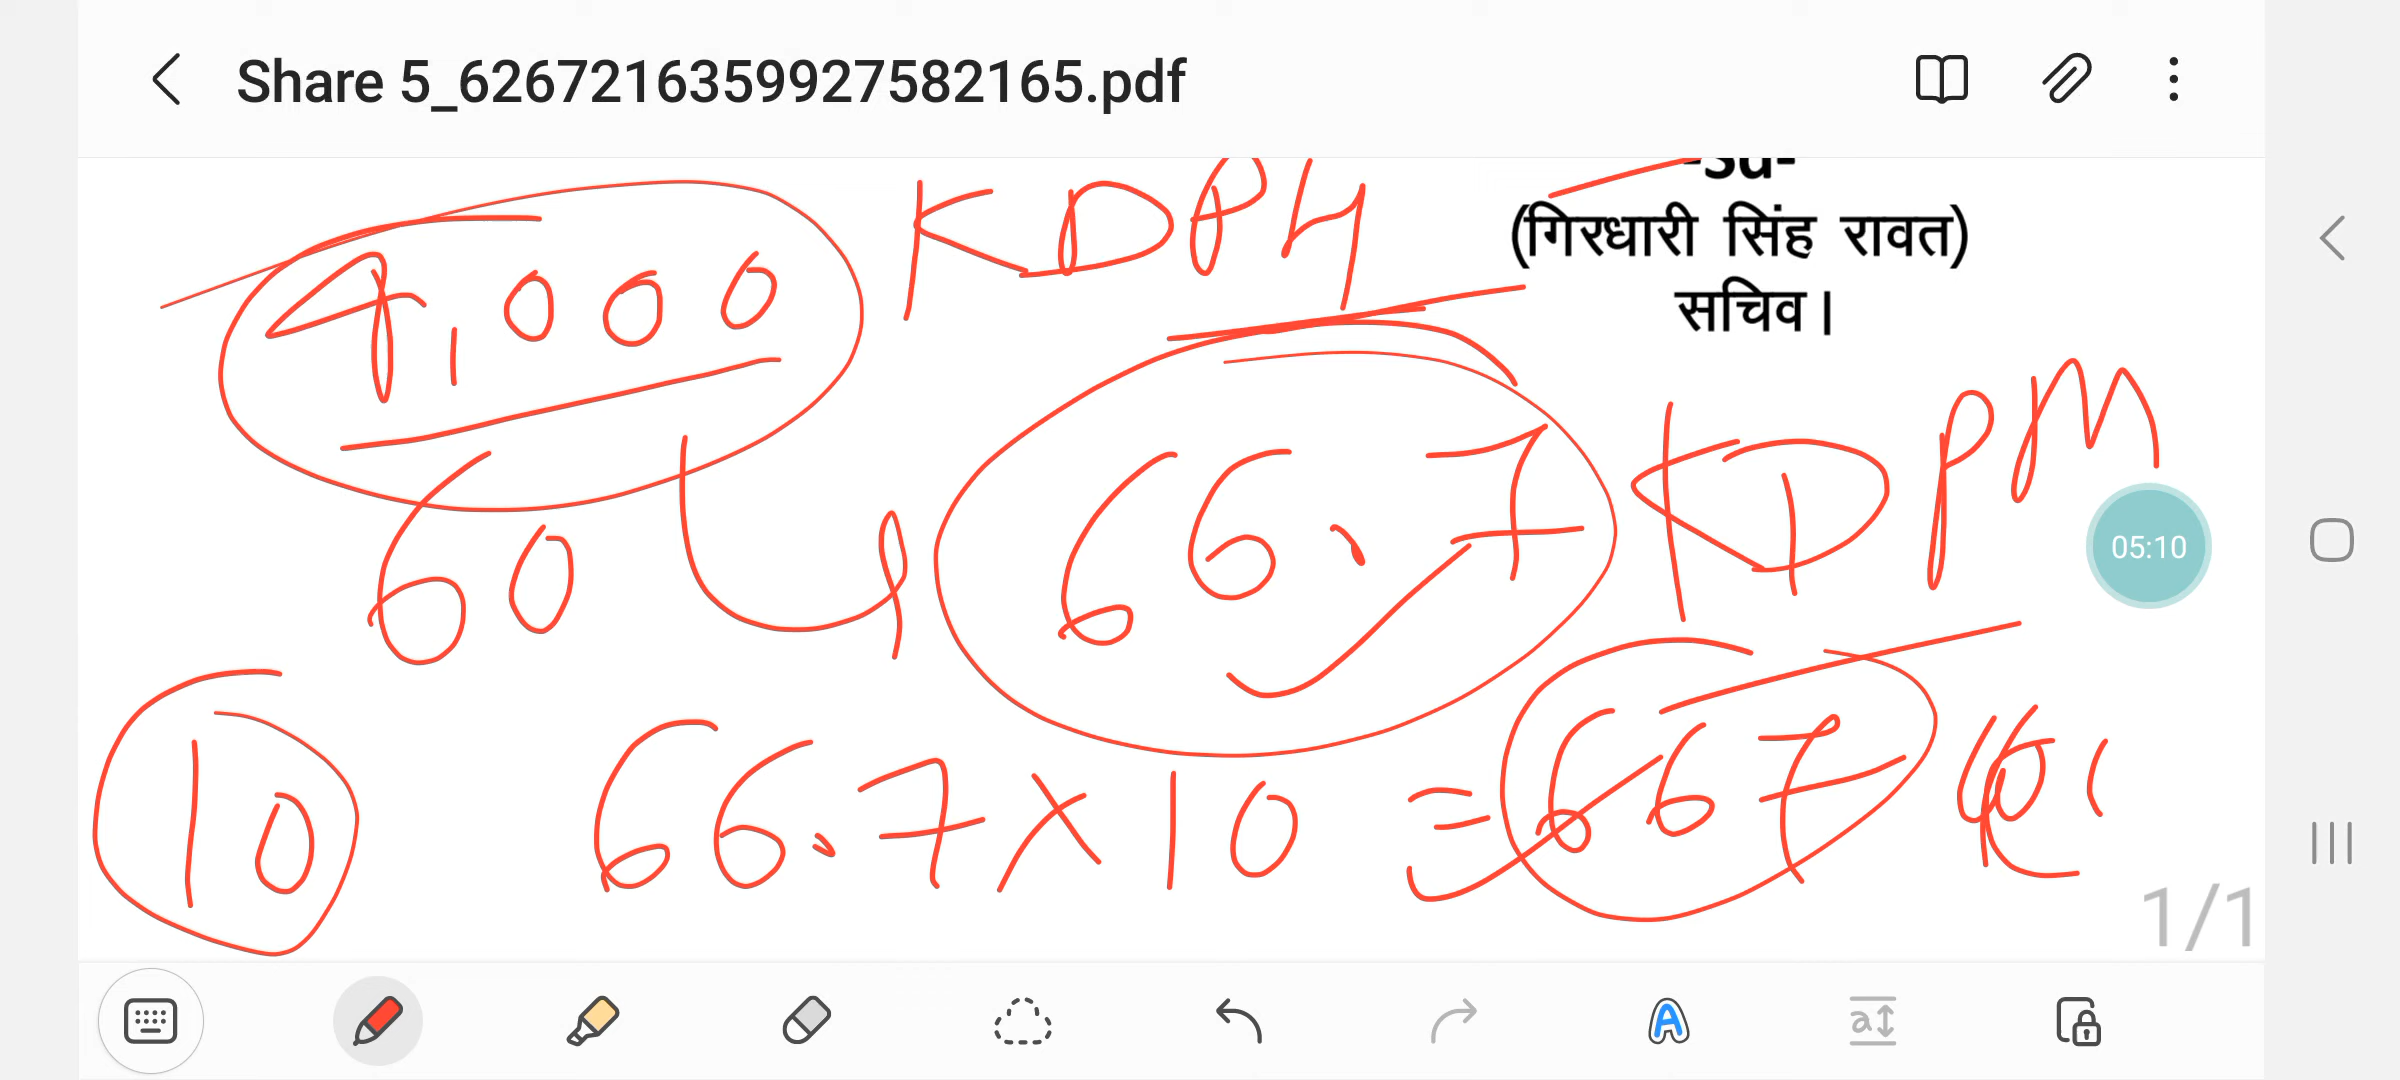 Share 5_6267216359927582165.pdf
-Sd-
4,000 KDPH
(गिरधारी सिंह रावत)
सचिव।
60
66.7 KDPM
05:10
10
66.7 x 10 = 667
1/1
A
a